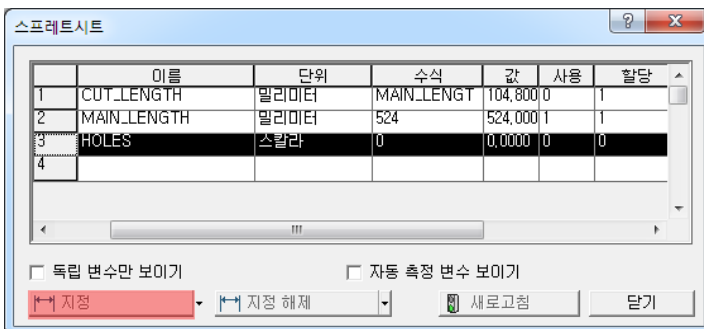 스프레트시트
이름 단위 수식 값 사용 할당
1 CUT_LENGTH 밀리미터 MAIN_LENGT 104,800 0 1
2 MAIN_LENGTH 밀리미터 524 524,000 1 1
3 HOLES 스칼라 0 0,0000 0 0
4
독립 변수만 보이기 자동 측정 변수 보이기
지정 지정 해제 새로고침 닫기